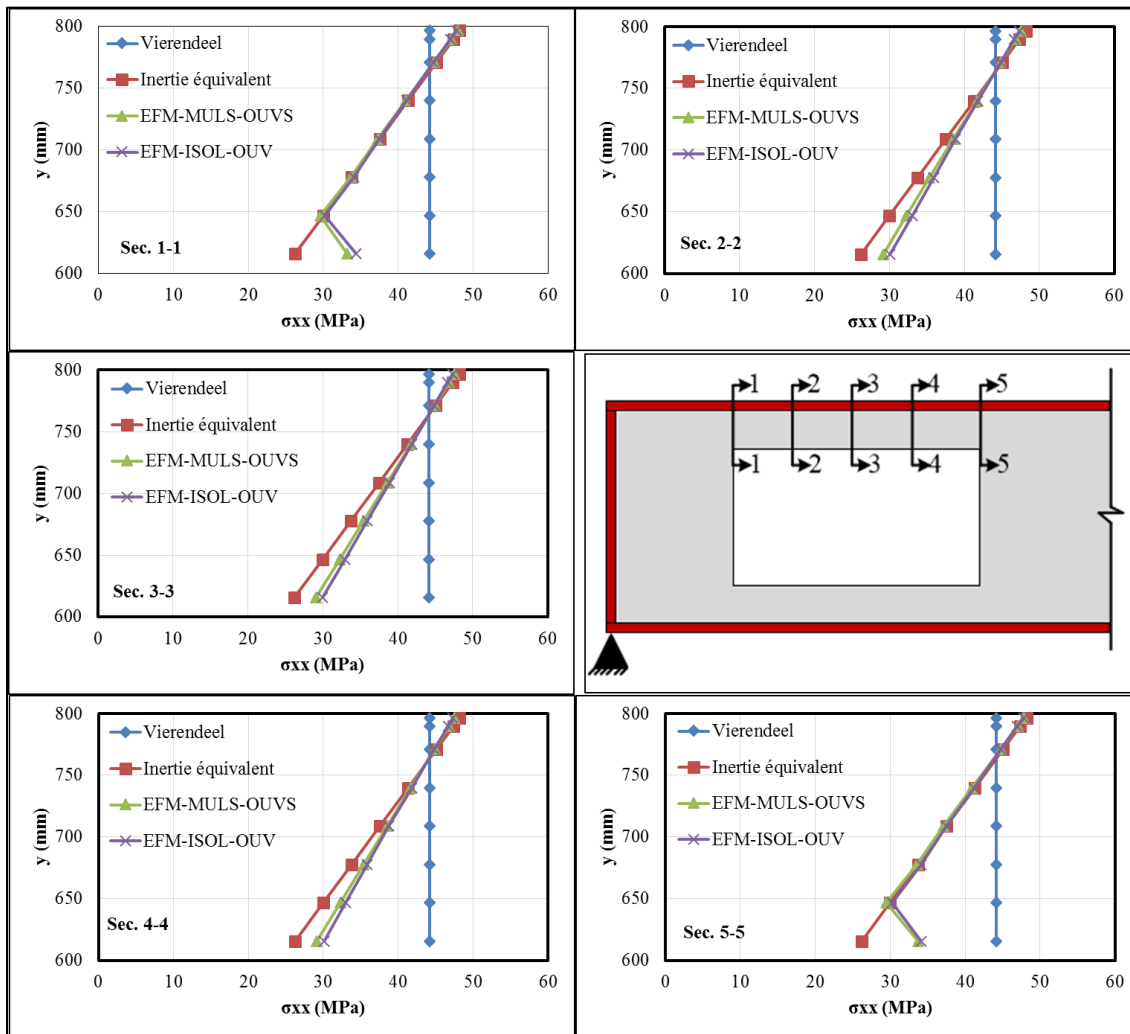 800
750
700
650
600
y (mm)
Vierendeel
Inertie équivalent
EFM-MULS-OUVS
EFM-ISOL-OUV
Sec. 1-1
0 10 20 30 40 50 60
σxx (MPa)
800
750
700
650
600
y (mm)
Vierendeel
Inertie équivalent
EFM-MULS-OUVS
EFM-ISOL-OUV
Sec. 2-2
0 10 20 30 40 50 60
σxx (MPa)
800
750
700
650
600
y (mm)
Vierendeel
Inertie équivalent
EFM-MULS-OUVS
EFM-ISOL-OUV
Sec. 3-3
0 10 20 30 40 50 60
σxx (MPa)
1 2 3 4 5
1 2 3 4 5
800
750
700
650
600
y (mm)
Vierendeel
Inertie équivalent
EFM-MULS-OUVS
EFM-ISOL-OUV
Sec. 4-4
0 10 20 30 40 50 60
σxx (MPa)
800
750
700
650
600
y (mm)
Vierendeel
Inertie équivalent
EFM-MULS-OUVS
EFM-ISOL-OUV
Sec. 5-5
0 10 20 30 40 50 60
σxx (MPa)